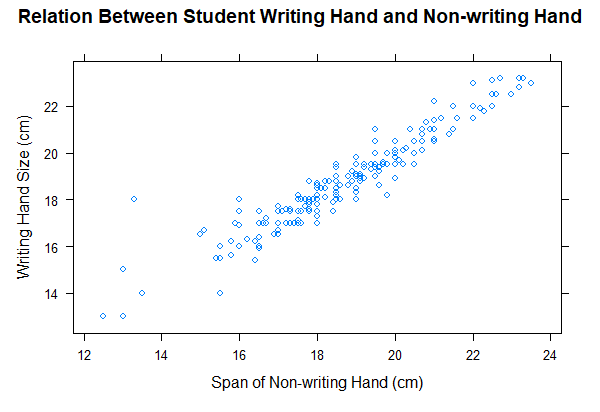 Relation Between Student Writing Hand and Non-writing Hand
Writing Hand Size (cm)
22
20
18
16
14
12 14 16 18 20 22 24
Span of Non-writing Hand (cm)